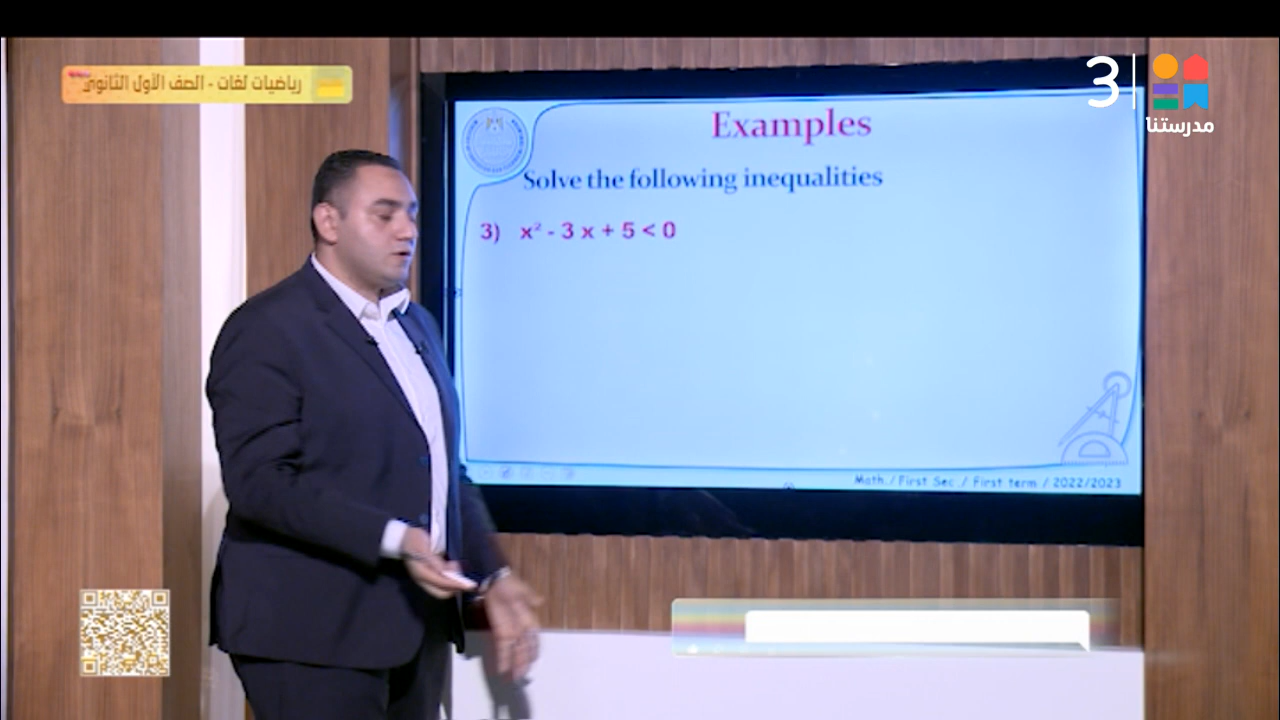 رياضيات لغات - الصف الأول الثانوي
3
مدرستنا
Examples
Solve the following inequalities
3) x² - 3 x + 5 < 0
Math / First Sec. / First term / 2022/2023